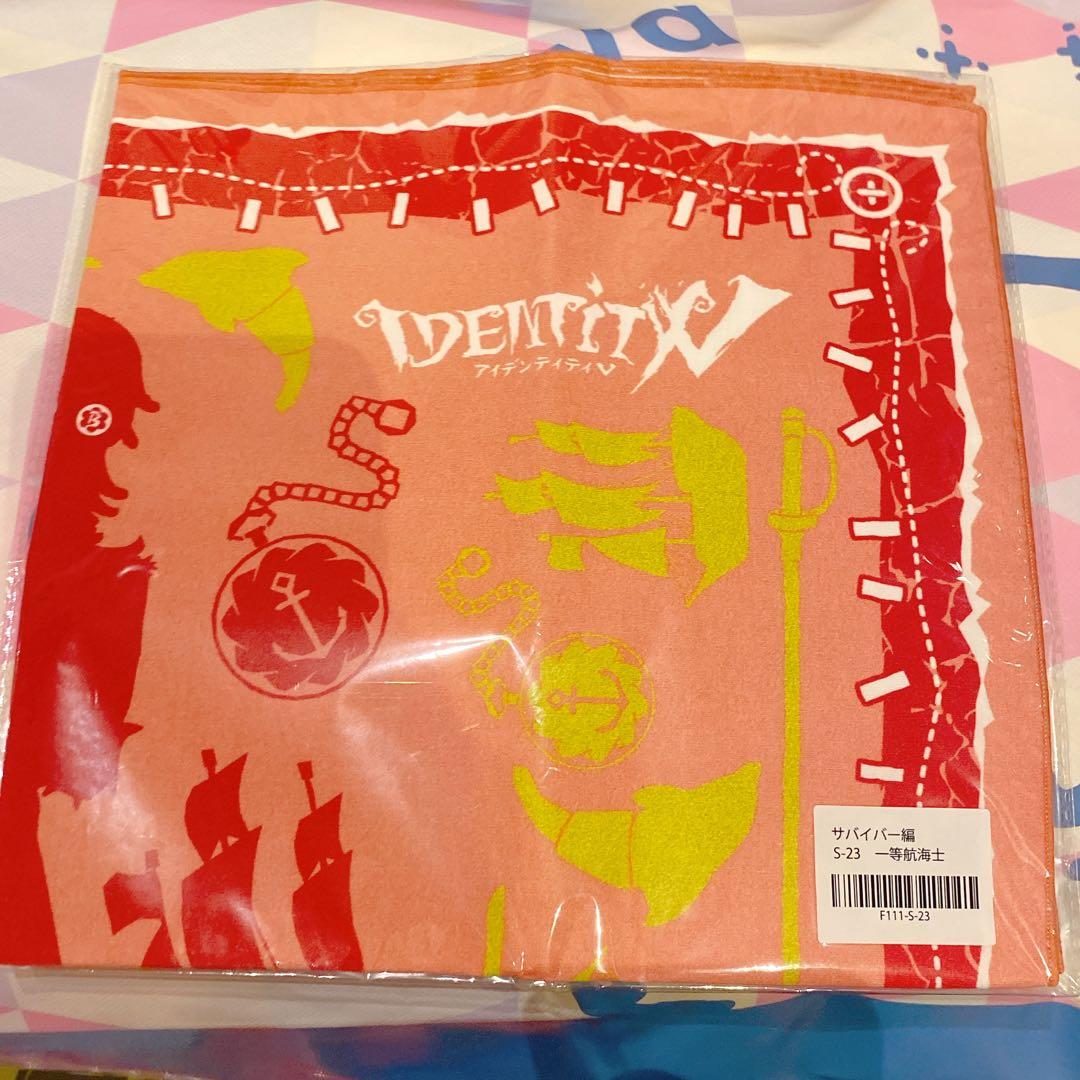 IDENTITY V
アイデンティティV
B
サバイバー編
S-23　一等航海士
F111-S-23